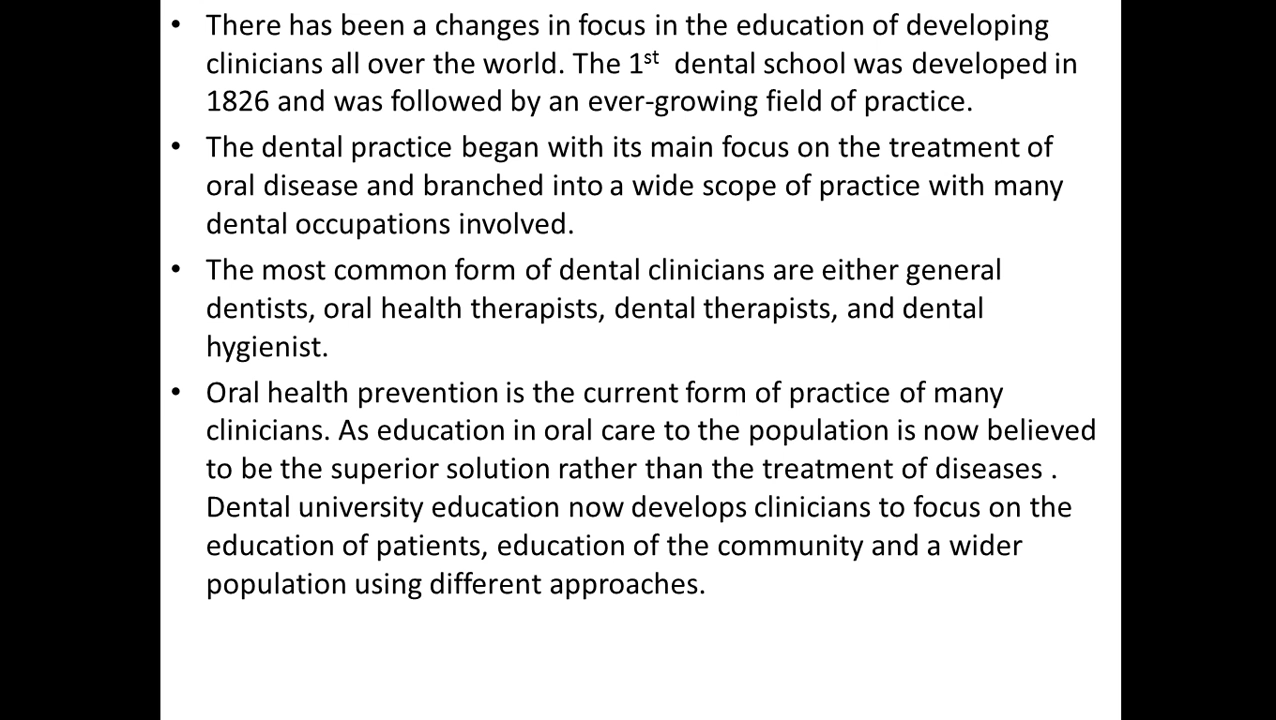 • There has been a changes in focus in the education of developing
clinicians all over the world. The 1st dental school was developed in
1826 and was followed by an ever-growing field of practice.
• The dental practice began with its main focus on the treatment of
oral disease and branched into a wide scope of practice with many
dental occupations involved.
• The most common form of dental clinicians are either general
dentists, oral health therapists, dental therapists, and dental
hygienist.
• Oral health prevention is the current form of practice of many
clinicians. As education in oral care to the population is now believed
to be the superior solution rather than the treatment of diseases .
Dental university education now develops clinicians to focus on the
education of patients, education of the community and a wider
population using different approaches.